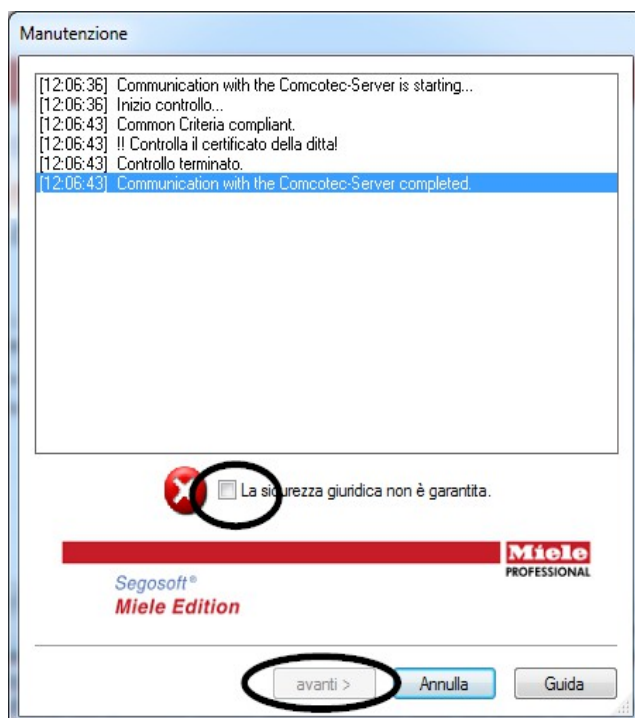 Manutenzione
[12:06:36] Communication with the Comcotec-Server is starting...
[12:06:36] Inizio controllo...
[12:06:43] Common Criteria compliant.
[12:06:43] !! Controlla il certificato della ditta!
[12:06:43] Controllo terminato.
[12:06:43] Communication with the Comcotec-Server completed.
La sicurezza giuridica non è garantita.
Miele
PROFESSIONAL
Segosoft®
Miele Edition
avanti >
Annulla
Guida